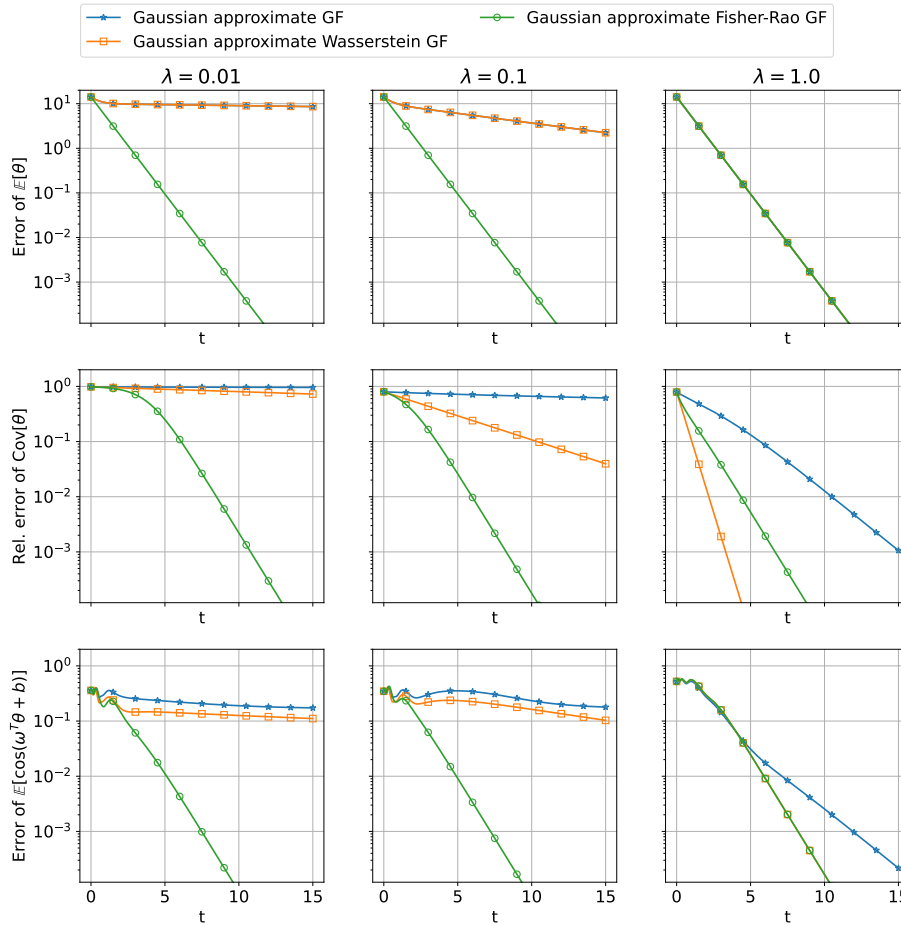 Gaussian approximate GF
Gaussian approximate Wasserstein GF
Gaussian approximate Fisher-Rao GF
λ = 0.01
λ = 0.1
λ = 1.0
Error of 𝔼[θ]
10¹
10⁰
10⁻¹
10⁻²
10⁻³
t
t
t
Rel. error of Cov[θ]
10⁰
10⁻¹
10⁻²
10⁻³
t
t
t
Error of 𝔼[cos(ωᵀθ + b)]
10⁰
10⁻¹
10⁻²
10⁻³
0 5 10 15
0 5 10 15
0 5 10 15
t
t
t